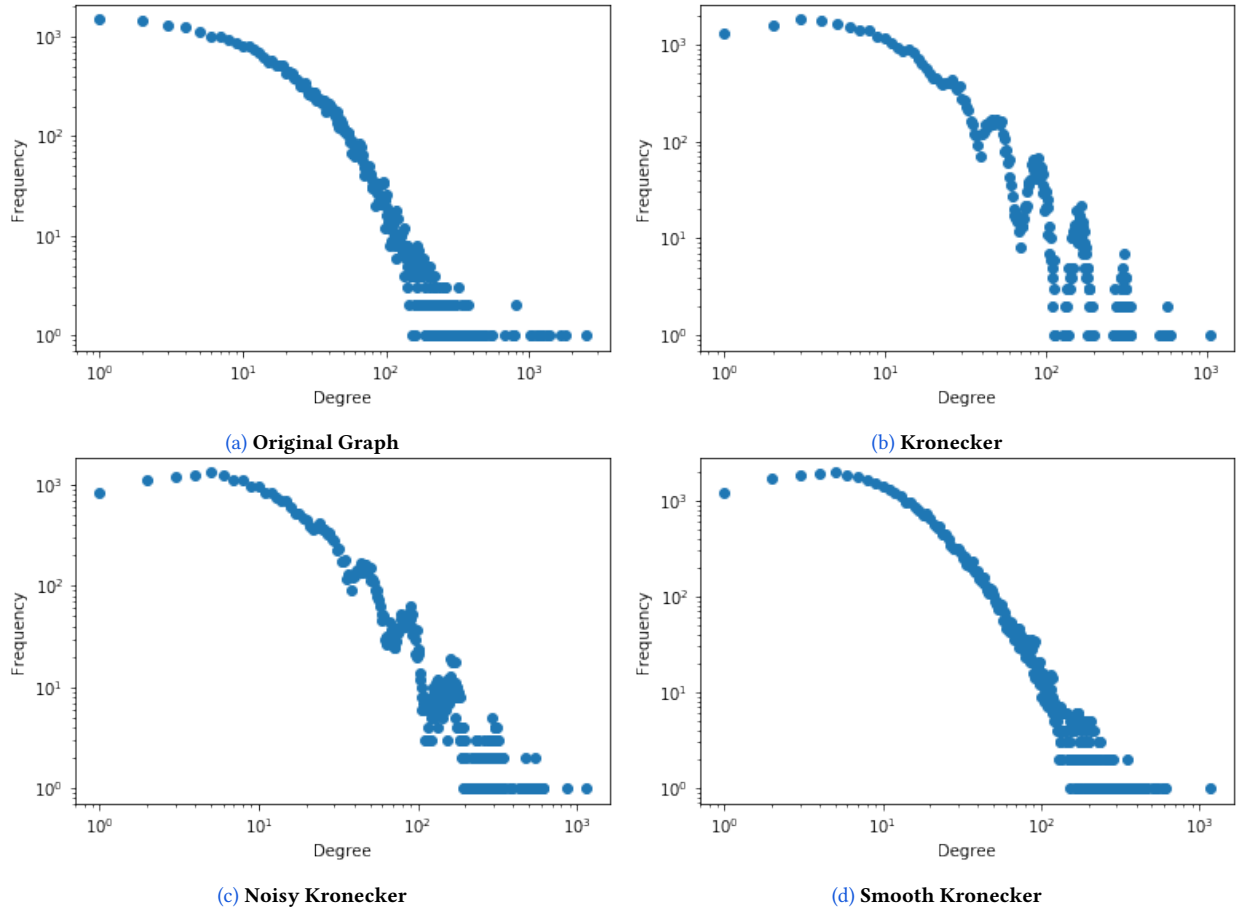 10³
10²
10¹
10⁰
Frequency
10⁰ 10¹ 10² 10³
Degree
(a) Original Graph
10³
10²
10¹
10⁰
Frequency
10⁰ 10¹ 10² 10³
Degree
(b) Kronecker
10³
10²
10¹
10⁰
Frequency
10⁰ 10¹ 10² 10³
Degree
(c) Noisy Kronecker
10³
10²
10¹
10⁰
Frequency
10⁰ 10¹ 10² 10³
Degree
(d) Smooth Kronecker